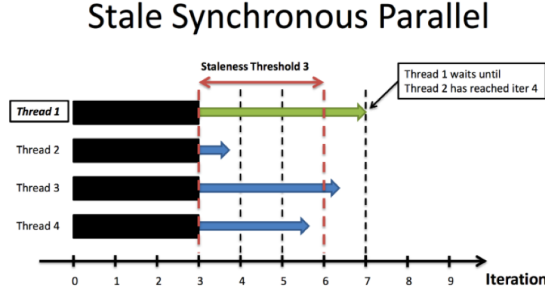 Stale Synchronous Parallel
Staleness Threshold 3
Thread 1 waits until
Thread 2 has reached iter 4
Thread 1
Thread 2
Thread 3
Thread 4
0 1 2 3 4 5 6 7 8 9 Iteration